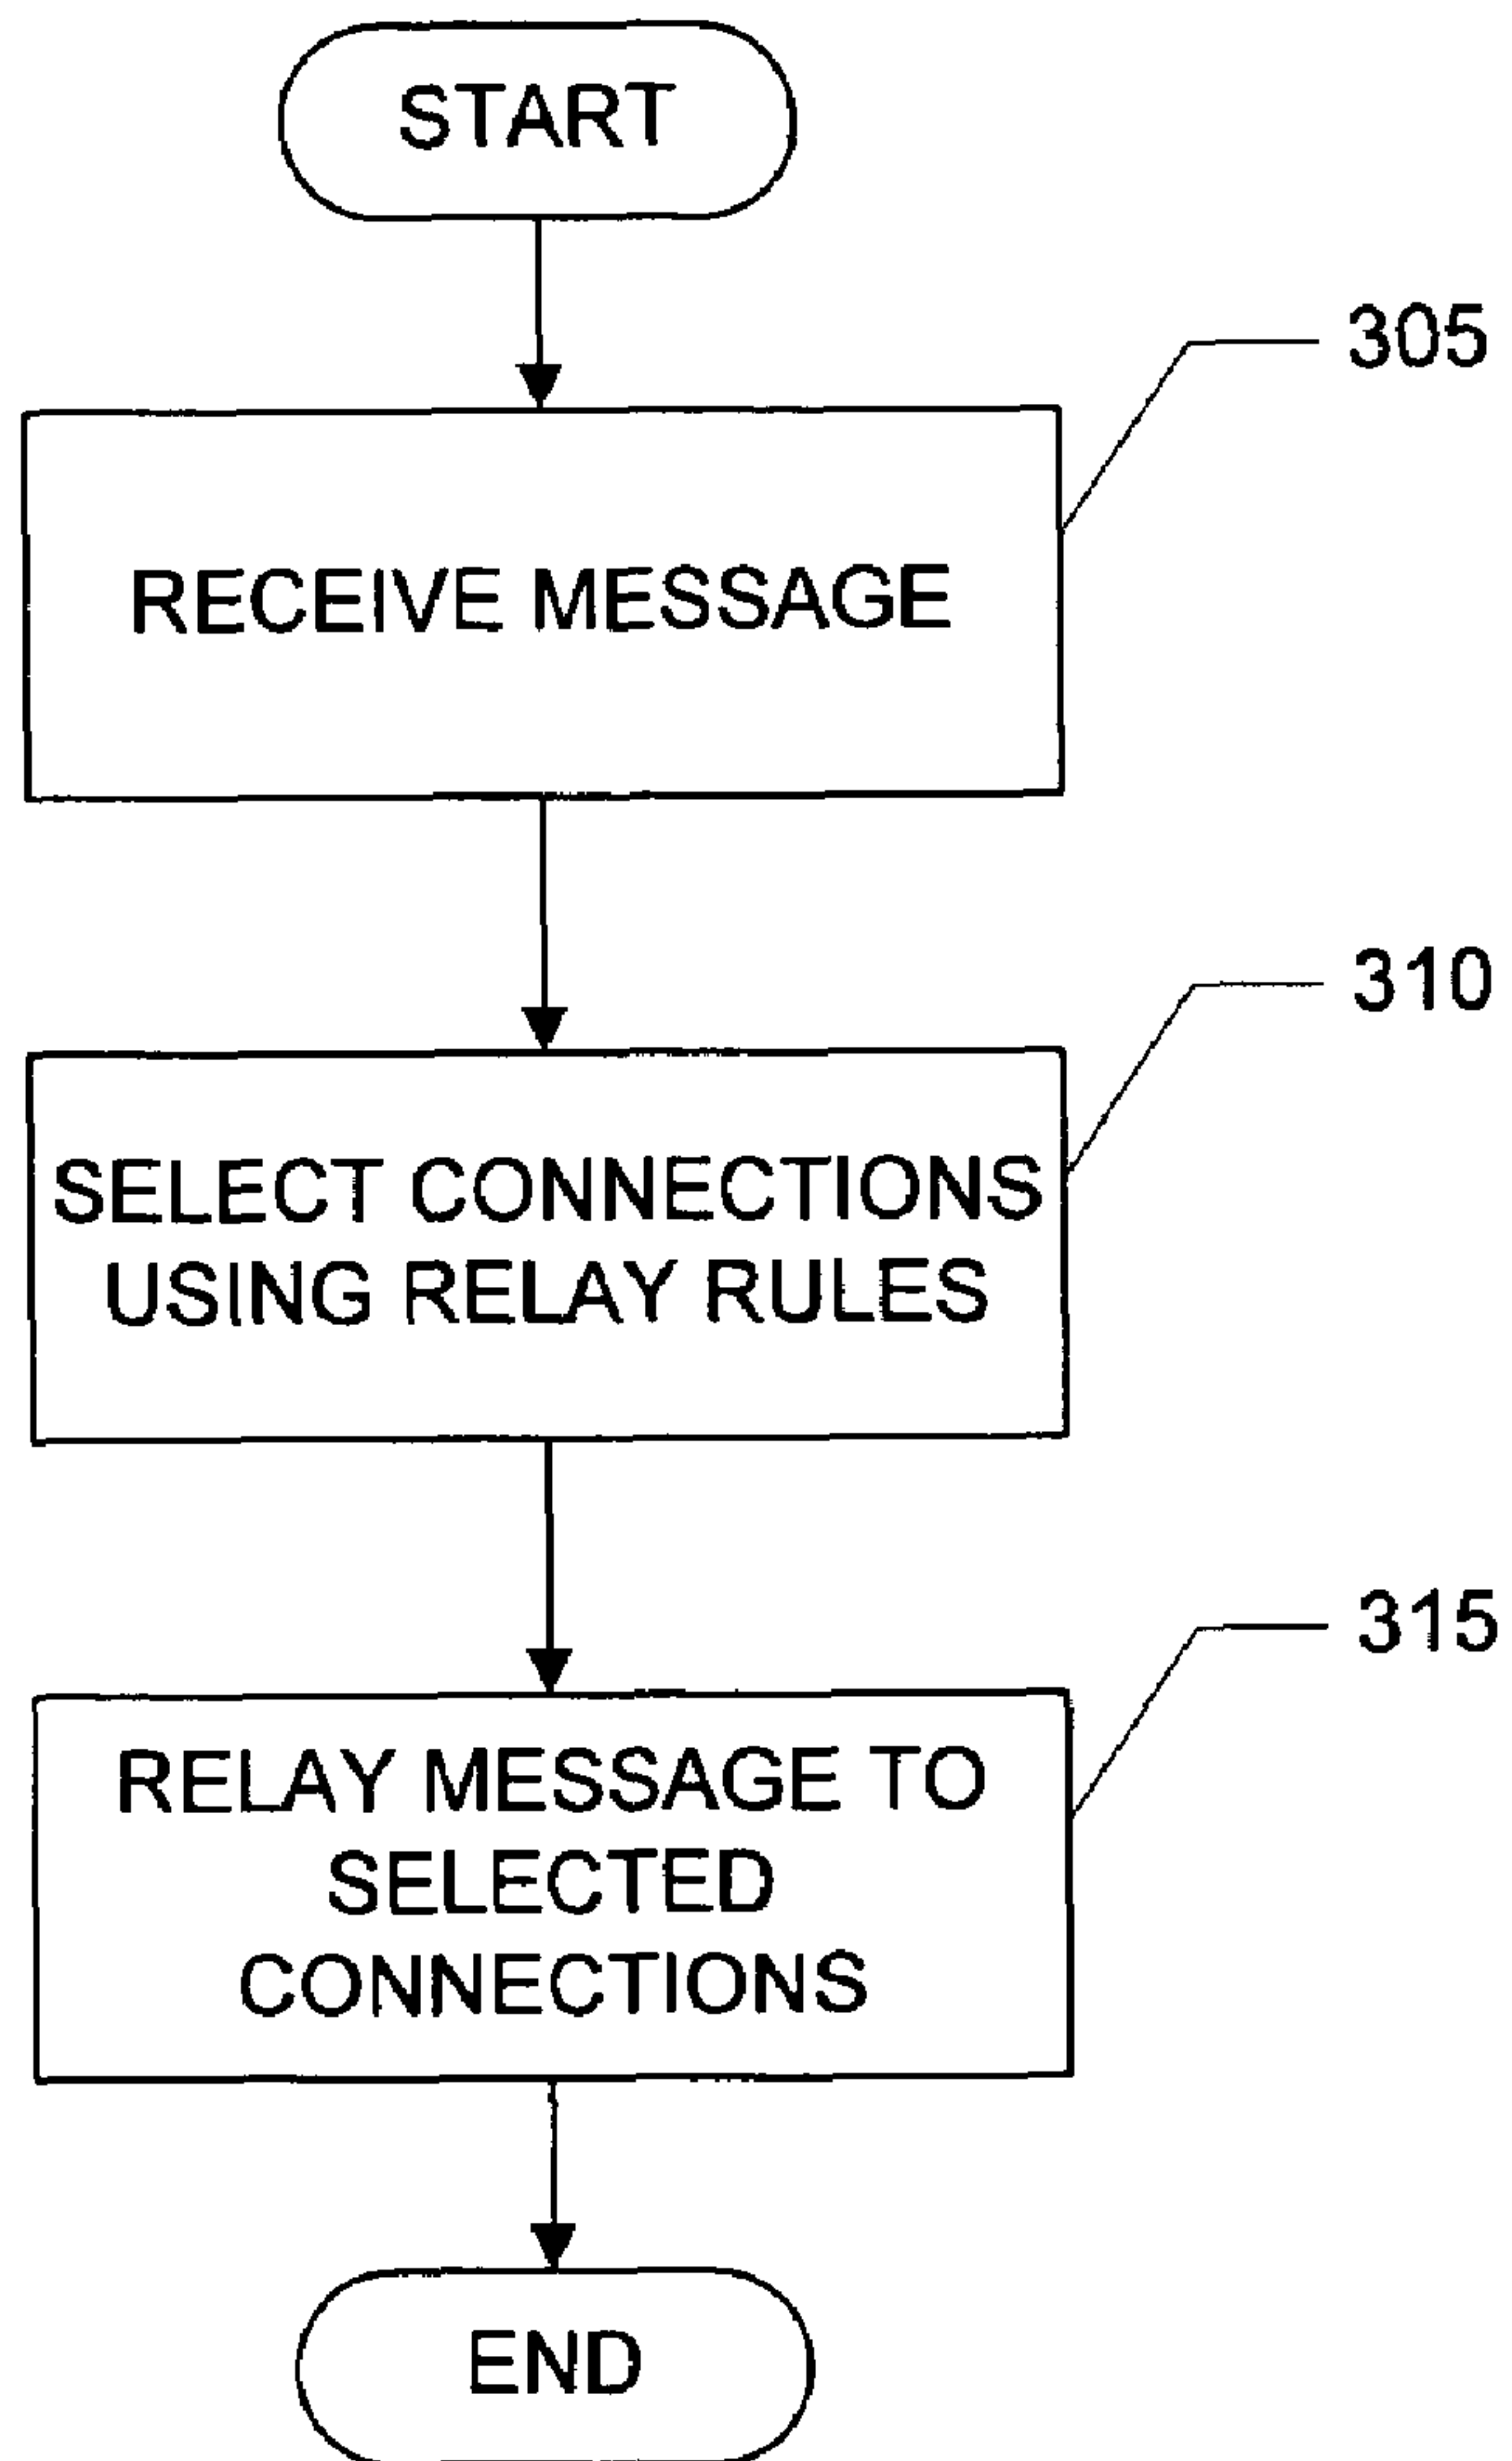 START
305
RECEIVE MESSAGE
310
SELECT CONNECTIONS
USING RELAY RULES
315
RELAY MESSAGE TO
SELECTED
CONNECTIONS
END